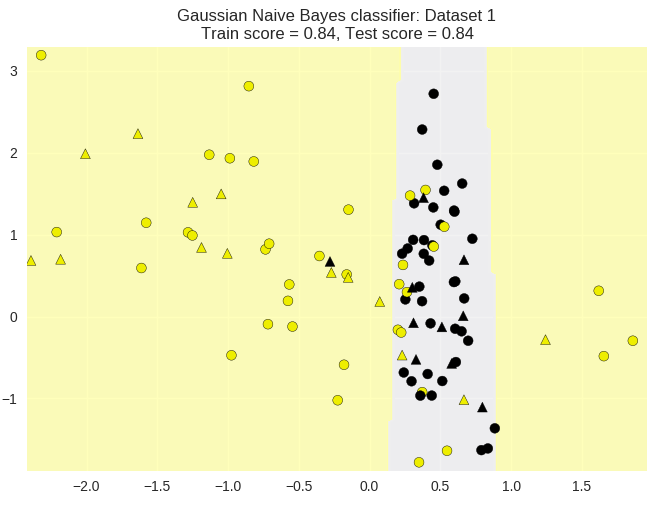 Gaussian Naive Bayes classifier: Dataset 1
Train score = 0.84, Test score = 0.84
3
2
1
0
−1
−2.0 −1.5 −1.0 −0.5 0.0 0.5 1.0 1.5